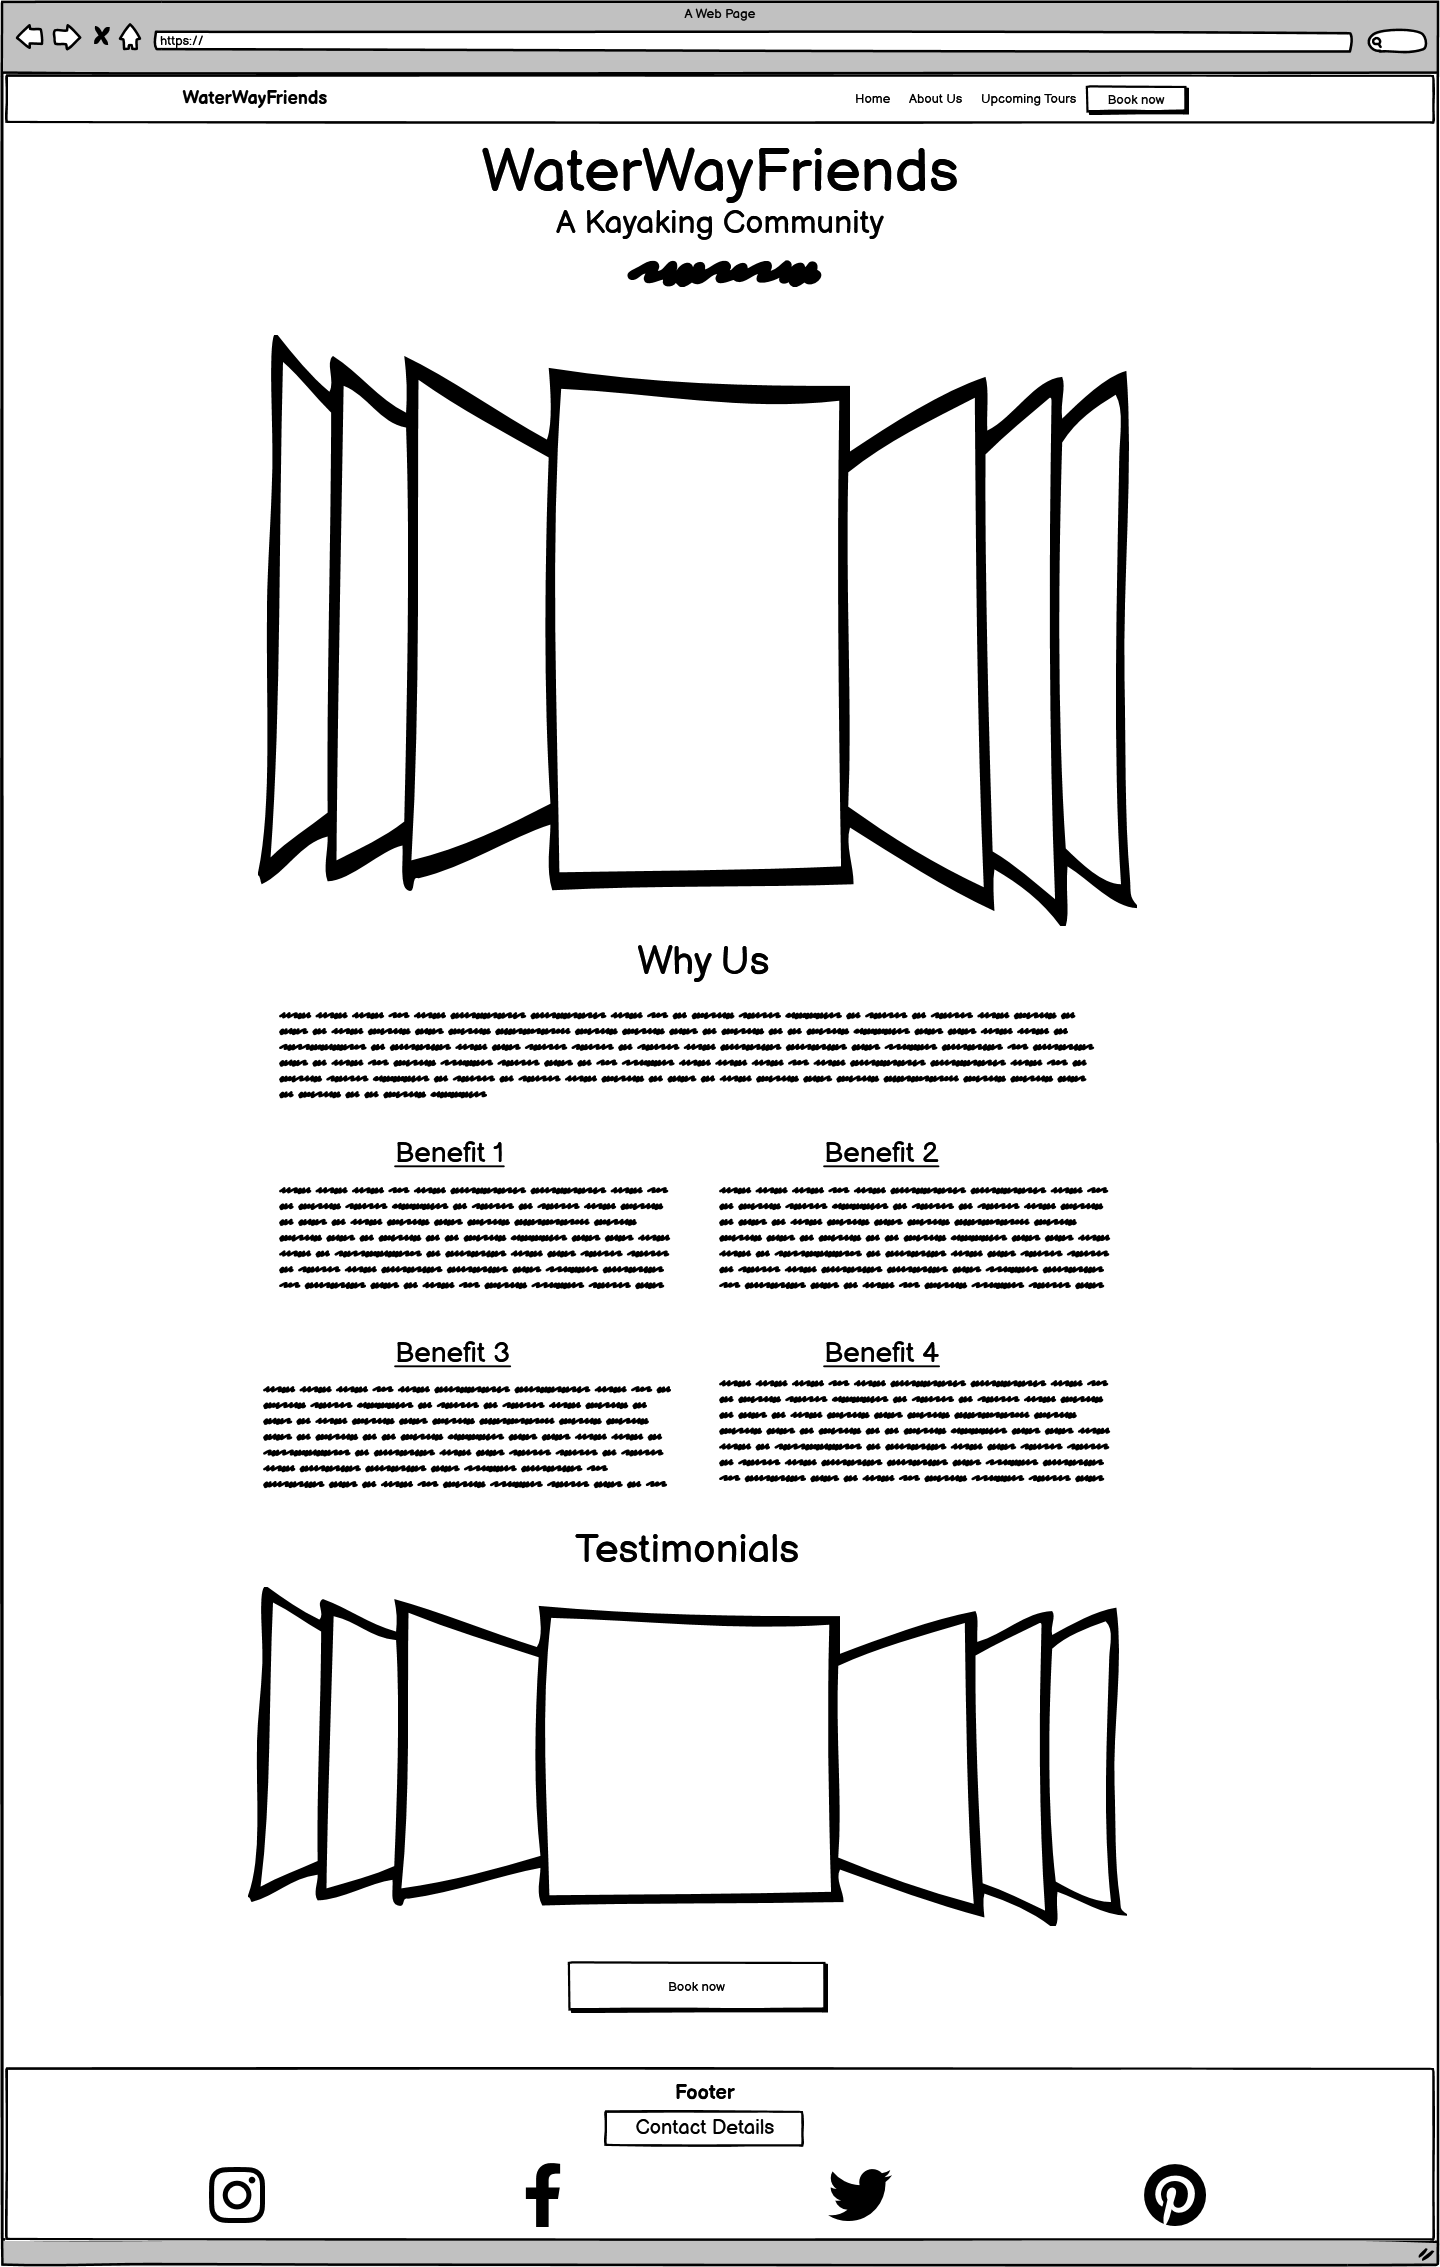 A Web Page
https://
WaterWayFriends
Home About Us Upcoming Tours Book now
WaterWayFriends
A Kayaking Community
Why Us
Benefit 1 Benefit 2
Benefit 3 Benefit 4
Testimonials
Book now
Footer
Contact Details